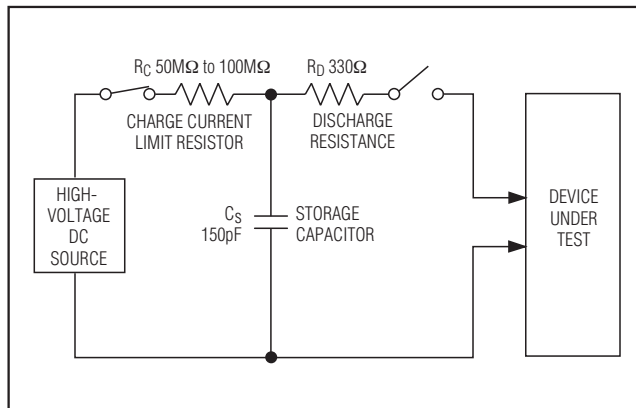 R_C 50MΩ to 100MΩ
CHARGE CURRENT
LIMIT RESISTOR
R_D 330Ω
DISCHARGE
RESISTANCE
HIGH-
VOLTAGE
DC
SOURCE
C_S
150pF
STORAGE
CAPACITOR
DEVICE
UNDER
TEST